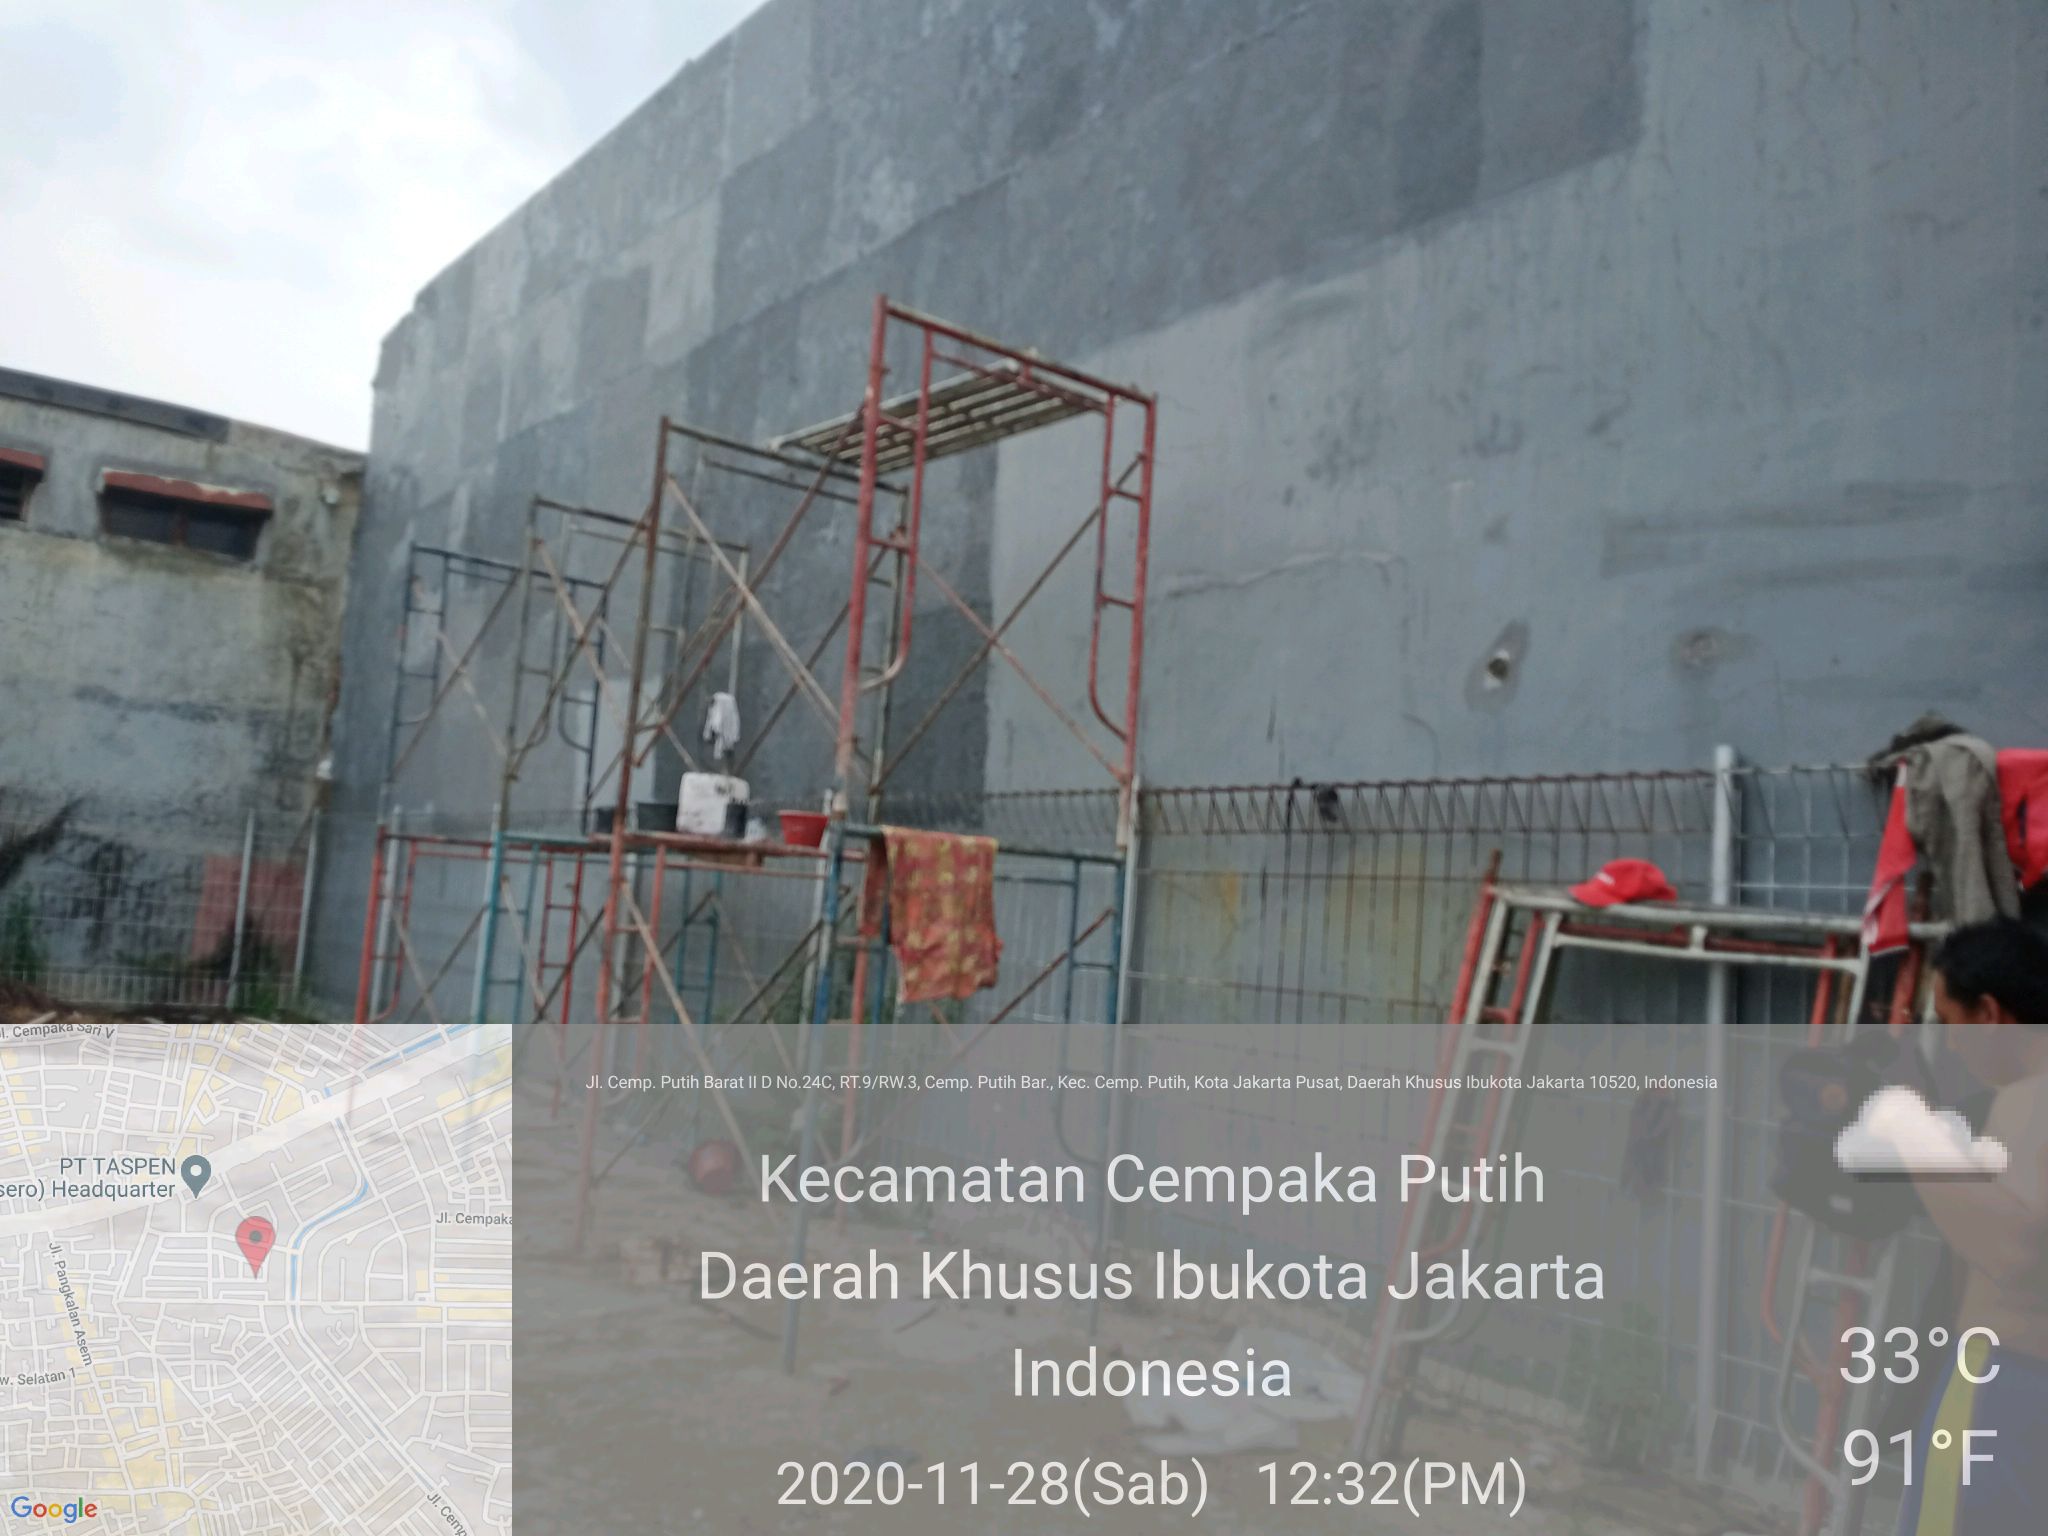 Jl. Cemp. Putih Barat II D No.24C, RT.9/RW.3, Cemp. Putih Bar., Kec. Cemp. Putih, Kota Jakarta Pusat, Daerah Khusus Ibukota Jakarta 10520, Indonesia
Kecamatan Cempaka Putih
Daerah Khusus Ibukota Jakarta
Indonesia
2020-11-28(Sab) 12:32(PM)
33°C
91°F
l. Cempaka Sari V
PT TASPEN
sero) Headquarter
Jl. Cempaka
Jl. Pangkalan Asem
w. Selatan 1
Jl. Cemp
Google